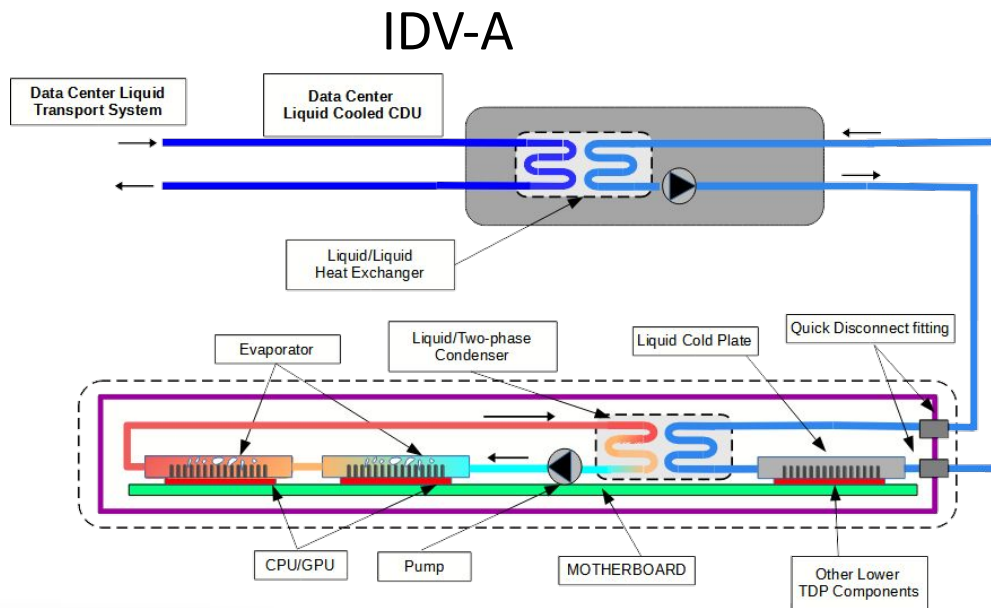 IDV-A
Data Center Liquid
Transport System
Data Center
Liquid Cooled CDU
Liquid/Liquid
Heat Exchanger
Evaporator
Liquid/Two-phase
Condenser
Liquid Cold Plate
Quick Disconnect fitting
CPU/GPU
Pump
MOTHERBOARD
Other Lower
TDP Components